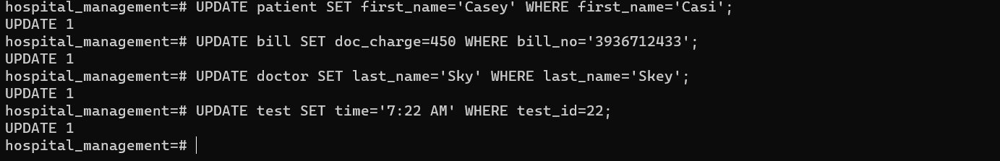 hospital_management=# UPDATE patient SET first_name='Casey' WHERE first_name='Casi';
UPDATE 1
hospital_management=# UPDATE bill SET doc_charge=450 WHERE bill_no='3936712433';
UPDATE 1
hospital_management=# UPDATE doctor SET last_name='Sky' WHERE last_name='Skey';
UPDATE 1
hospital_management=# UPDATE test SET time='7:22 AM' WHERE test_id=22;
UPDATE 1
hospital_management=#